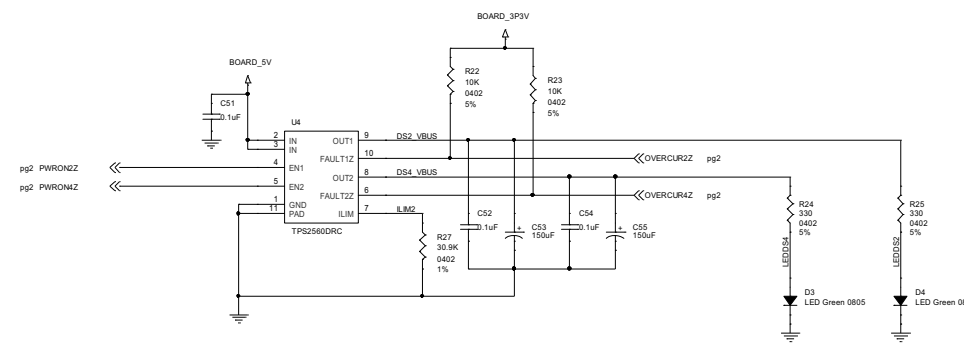 BOARD_3P3V
BOARD_5V
R22
10K
0402
5%
R23
10K
0402
5%
C51
0.1uF
U4
2 IN
3 IN
4 EN1
5 EN2
1 GND
11 PAD
OUT1 9
FAULT1Z 10
OUT2 8
FAULT2Z 6
ILIM 7
TPS2560DRC
pg2 PWRON2Z
pg2 PWRON4Z
DS2_VBUS
DS4_VBUS
ILIM2
OVERCUR2Z pg2
OVERCUR4Z pg2
R27
30.9K
0402
1%
C52
0.1uF
C53
150uF
C54
0.1uF
C55
150uF
R24
330
0402
5%
R25
330
0402
5%
LEDDS4
LEDDS2
D3
LED Green 0805
D4
LED Green